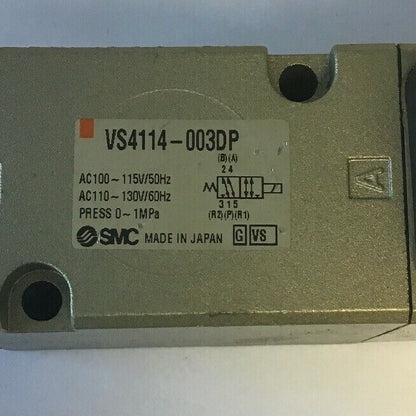 VS4114-003DP
(B)(A)
2 4
AC100~115V/50Hz
AC110~130V/60Hz
3 1 5
PRESS 0~1MPa
(R2)(P)(R1)
SMC MADE IN JAPAN G VS
A